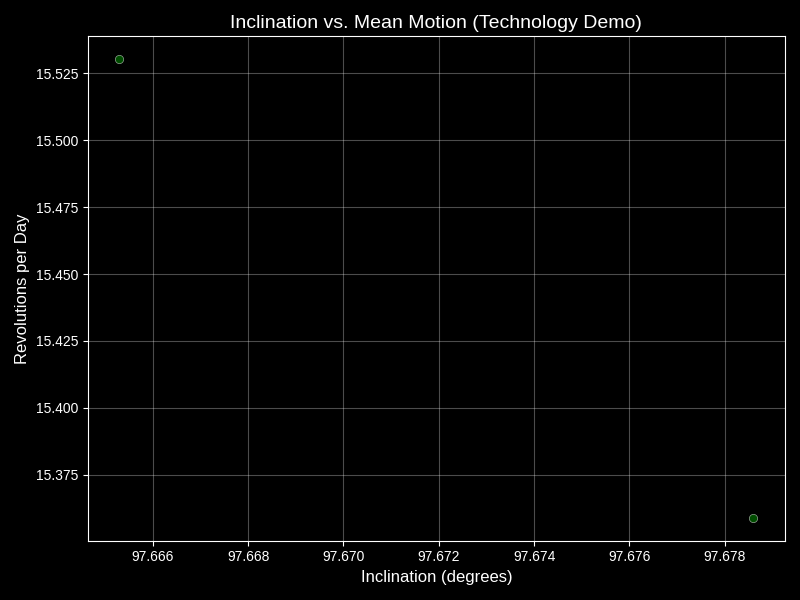 Inclination vs. Mean Motion (Technology Demo)
Revolutions per Day
15.525
15.500
15.475
15.450
15.425
15.400
15.375
97.666 97.668 97.670 97.672 97.674 97.676 97.678
Inclination (degrees)